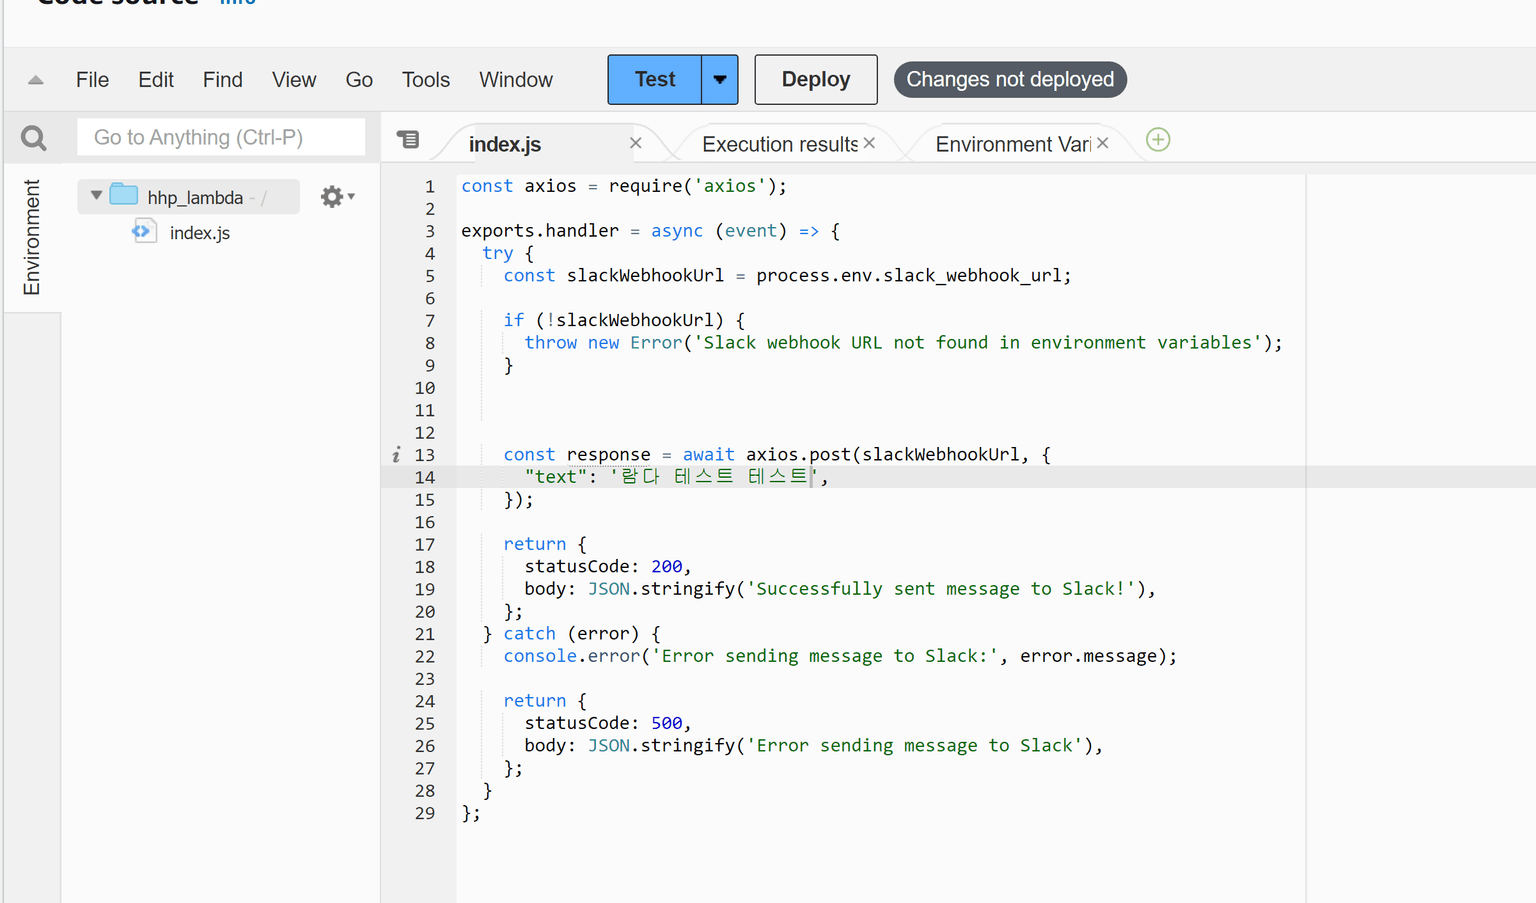 Code source Info
File Edit Find View Go Tools Window Test Deploy Changes not deployed
Go to Anything (Ctrl-P)
index.js Execution results Environment Vari
Environment
hhp_lambda - /
index.js
1 const axios = require('axios');
2
3 exports.handler = async (event) => {
4 try {
5 const slackWebhookUrl = process.env.slack_webhook_url;
6
7 if (!slackWebhookUrl) {
8 throw new Error('Slack webhook URL not found in environment variables');
9 }
10
11
12
13 const response = await axios.post(slackWebhookUrl, {
14 "text": '람다 테스트 테스트',
15 });
16
17 return {
18 statusCode: 200,
19 body: JSON.stringify('Successfully sent message to Slack!'),
20 };
21 } catch (error) {
22 console.error('Error sending message to Slack:', error.message);
23
24 return {
25 statusCode: 500,
26 body: JSON.stringify('Error sending message to Slack'),
27 };
28 }
29 };